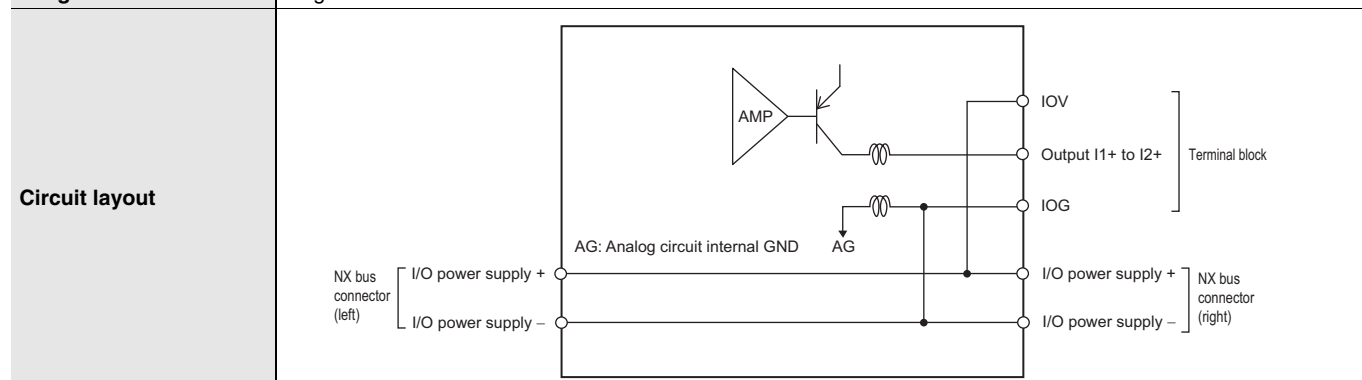 Circuit layout
AMP
IOV
Output I1+ to I2+
Terminal block
IOG
AG: Analog circuit internal GND
AG
NX bus
connector
(left)
I/O power supply +
I/O power supply –
I/O power supply +
I/O power supply –
NX bus
connector
(right)